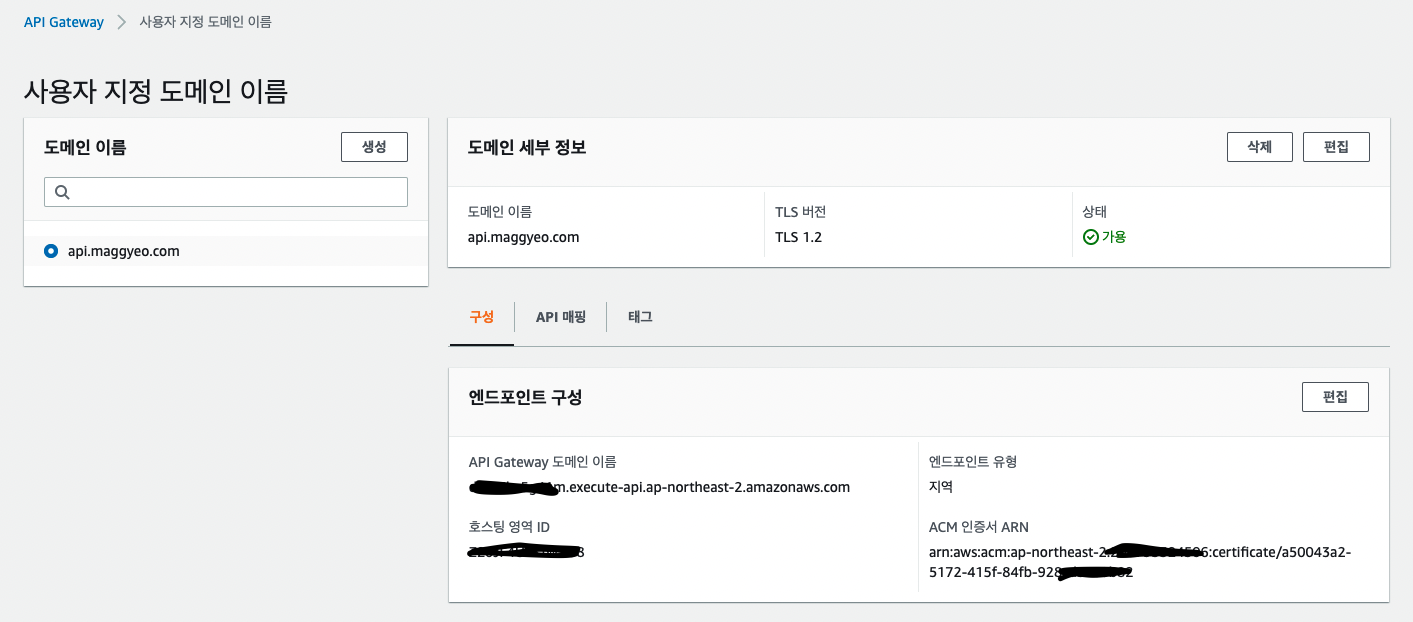 API Gateway > 사용자 지정 도메인 이름
사용자 지정 도메인 이름
도메인 이름
생성
api.maggyeo.com
도메인 세부 정보
삭제
편집
도메인 이름
api.maggyeo.com
TLS 버전
TLS 1.2
상태
가용
구성
API 매핑
태그
엔드포인트 구성
편집
API Gateway 도메인 이름
m.execute-api.ap-northeast-2.amazonaws.com
호스팅 영역 ID
엔드포인트 유형
지역
ACM 인증서 ARN
arn:aws:acm:ap-northeast-2 :certificate/a50043a2-
5172-415f-84fb-928